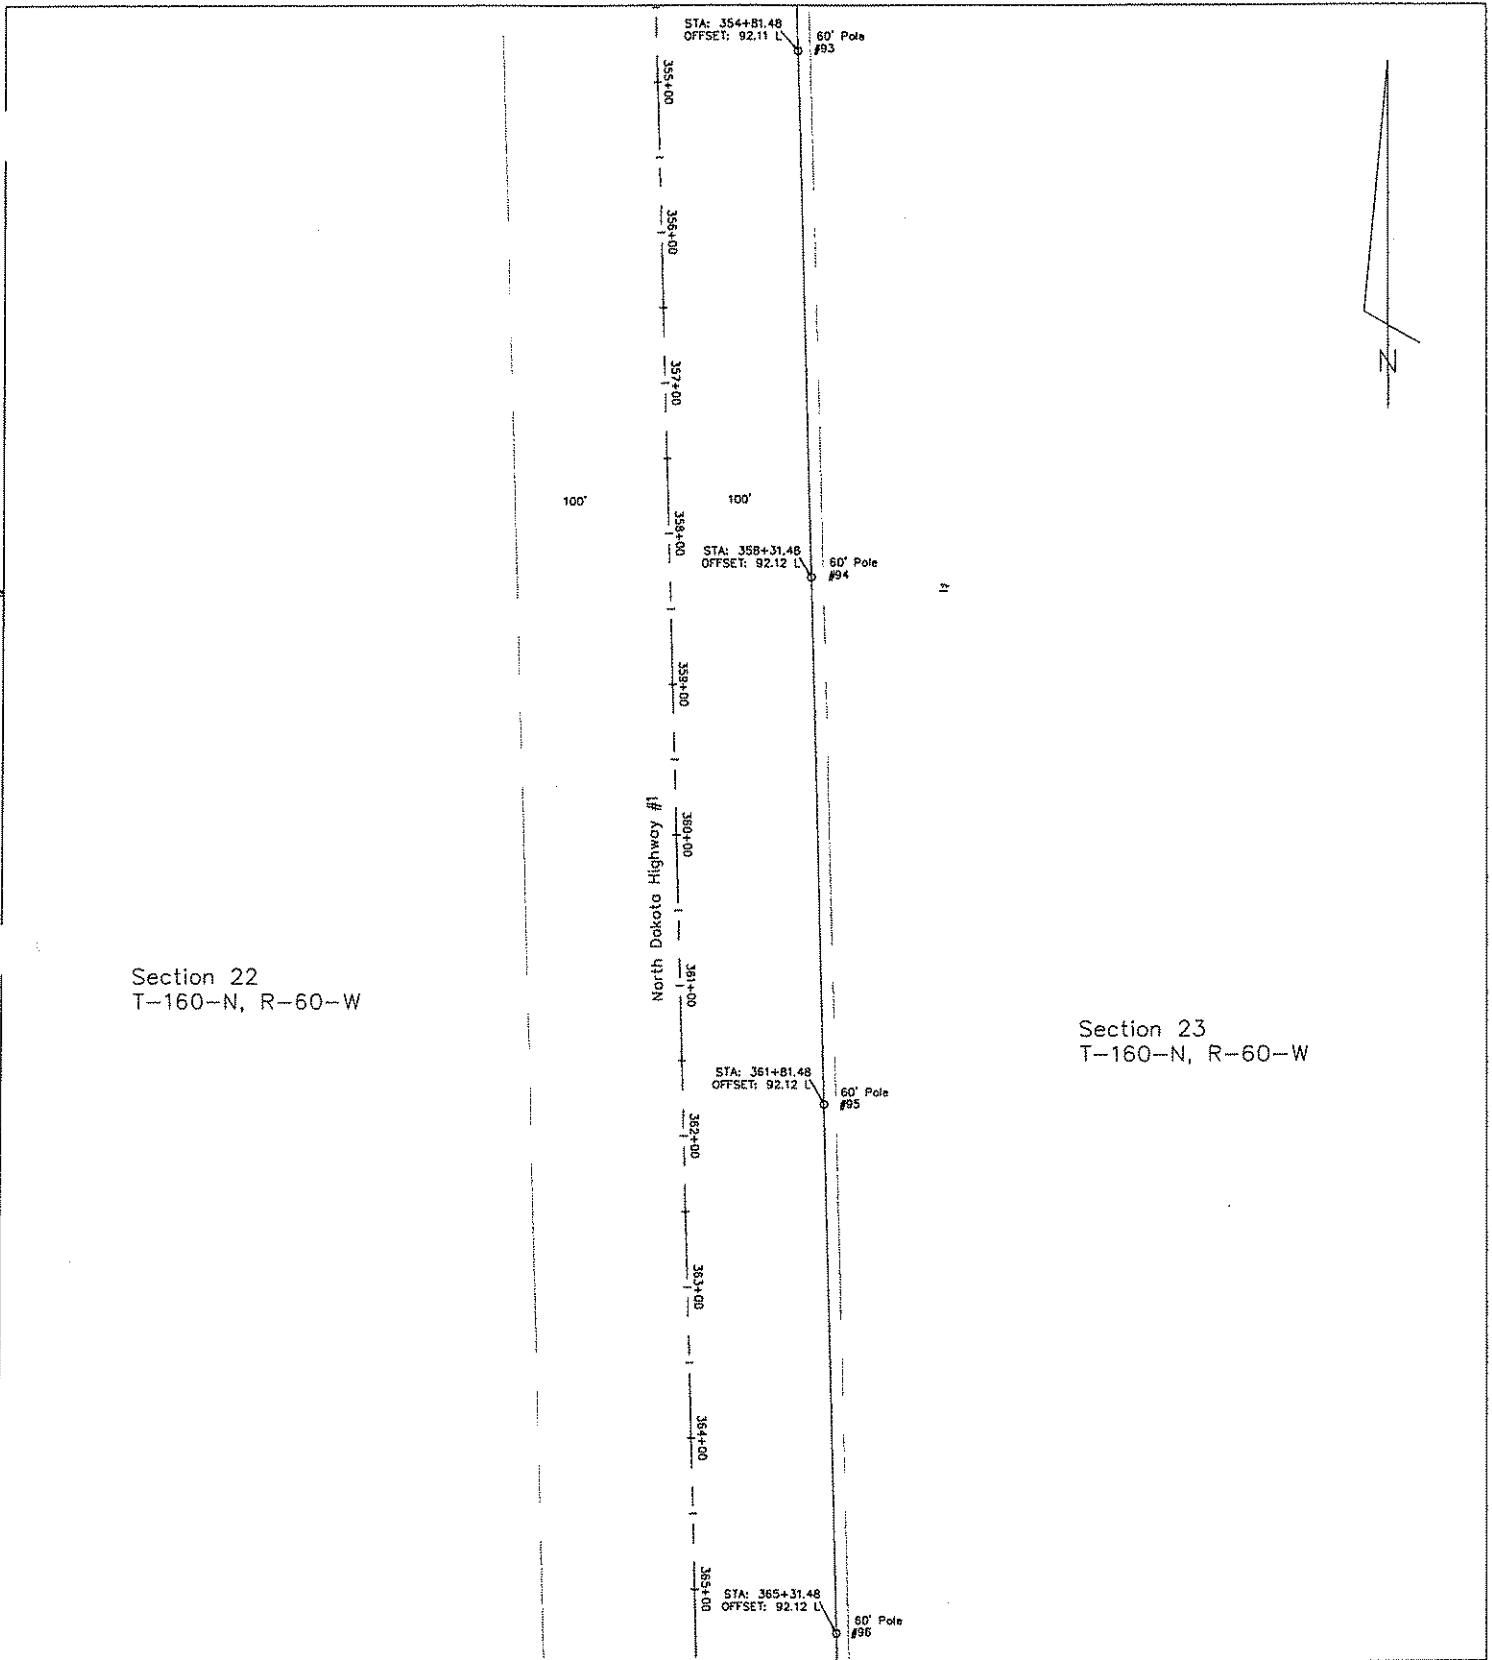 STA: 354+81.48
OFFSET: 92.11 L
60' Pole
#93
355+00
356+00
357+00
N
100'
100'
358+00
STA: 358+31.48
OFFSET: 92.12 L
60' Pole
#94
359+00
360+00
North Dakota Highway #1
361+00
Section 22
T-160-N, R-60-W
Section 23
T-160-N, R-60-W
STA: 361+81.48
OFFSET: 92.12 L
60' Pole
#95
362+00
363+00
364+00
365+00
STA: 365+31.48
OFFSET: 92.12 L
60' Pole
#96